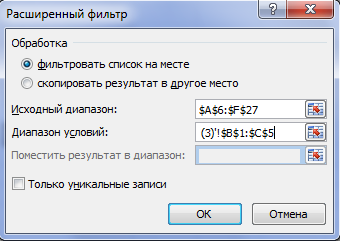 Расширенный фильтр
Обработка
фильтровать список на месте
скопировать результат в другое место
Исходный диапазон: $A$6:$F$27
Диапазон условий: (3)'!$B$1:$C$5
Поместить результат в диапазон:
Только уникальные записи
ОК Отмена